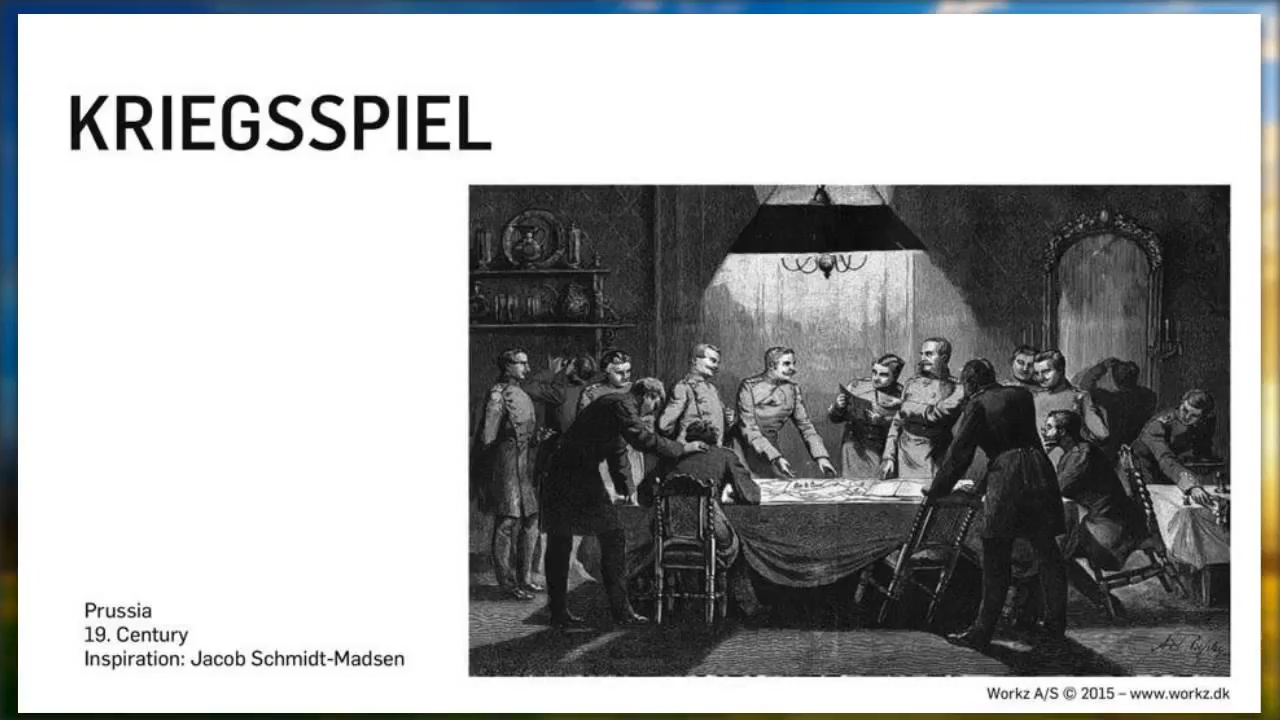 KRIEGSSPIEL
Prussia
19. Century
Inspiration: Jacob Schmidt-Madsen
Workz A/S © 2015 – www.workz.dk